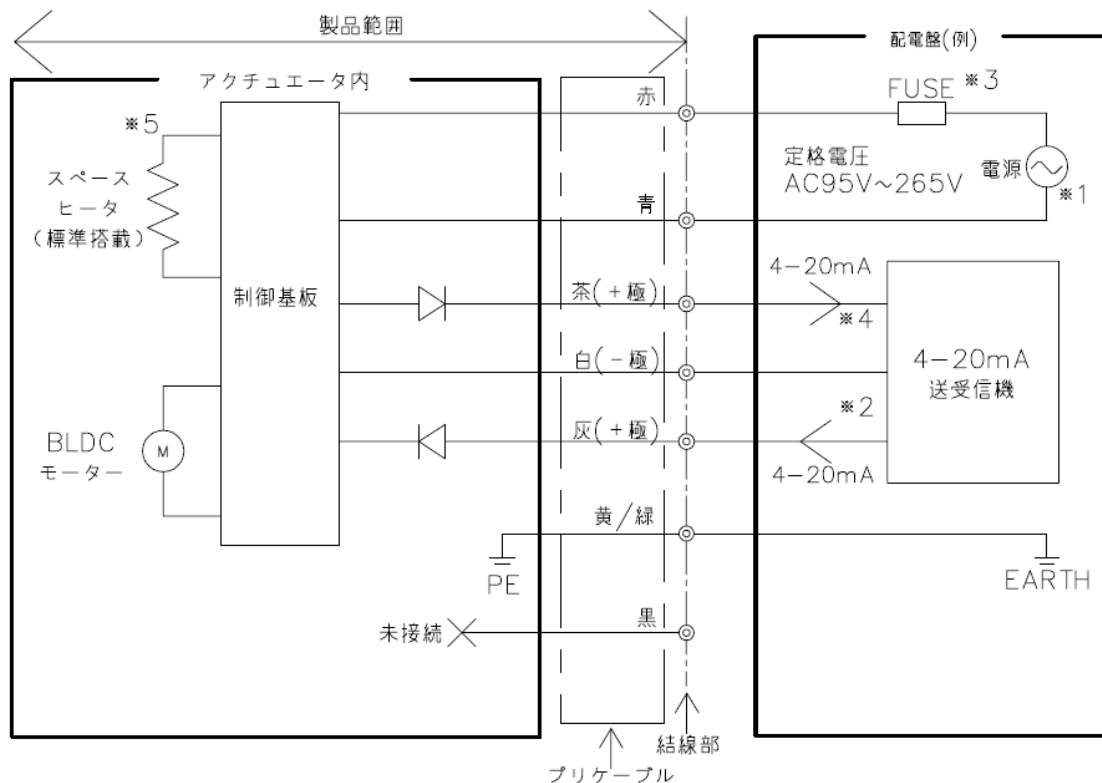 製品範囲
配電盤(例)
アクチュエータ内
赤
FUSE ※3
※5
スペース
ヒータ
(標準搭載)
定格電圧
AC95V~265V
電源
※1
青
制御基板
茶(+極)
4-20mA
※4
白(-極)
4-20mA
送受信機
※2
灰(+極)
4-20mA
BLDC
モーター
M
黄/緑
PE
EARTH
黒
未接続
結線部
プリケーブル